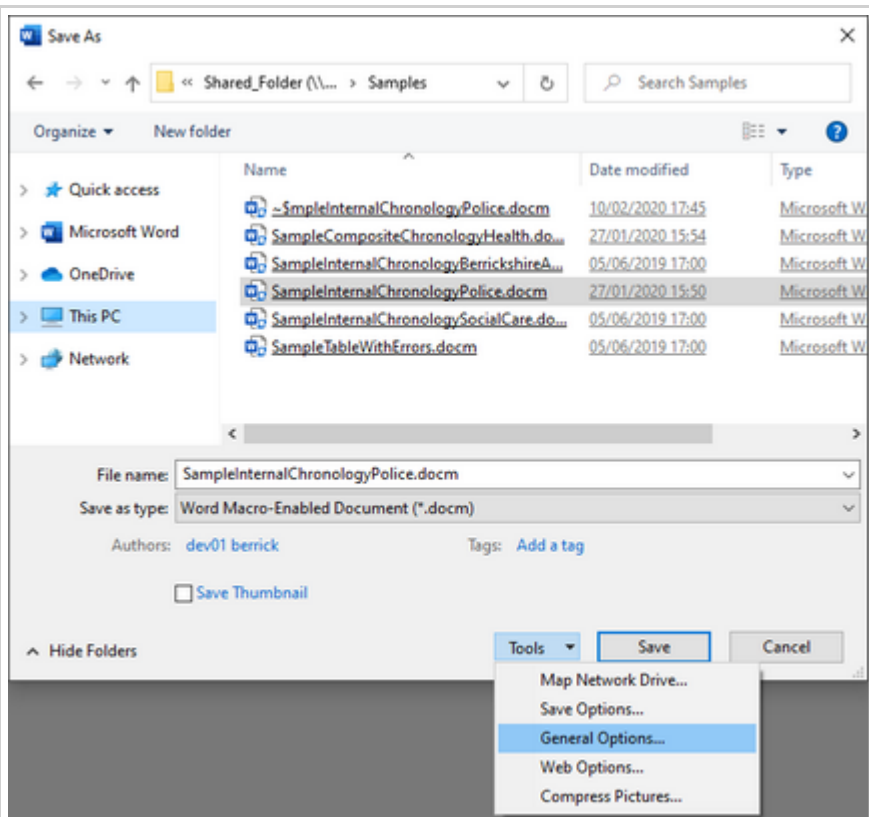 Save As
« Shared_Folder (\\... > Samples
Search Samples
Organize
New folder
Name Date modified Type
Quick access
Microsoft Word
OneDrive
This PC
Network
~$mpleInternalChronologyPolice.docm 10/02/2020 17:45 Microsoft W
SampleCompositeChronologyHealth.do... 27/01/2020 15:54 Microsoft W
SampleInternalChronologyBerrickshireA... 05/06/2019 17:00 Microsoft W
SampleInternalChronologyPolice.docm 27/01/2020 15:50 Microsoft W
SampleInternalChronologySocialCare.do... 05/06/2019 17:00 Microsoft W
SampleTableWithErrors.docm 05/06/2019 17:00 Microsoft W
File name: SampleInternalChronologyPolice.docm
Save as type: Word Macro-Enabled Document (*.docm)
Authors: dev01 berrick Tags: Add a tag
Save Thumbnail
Hide Folders Tools Save Cancel
Map Network Drive...
Save Options...
General Options...
Web Options...
Compress Pictures...